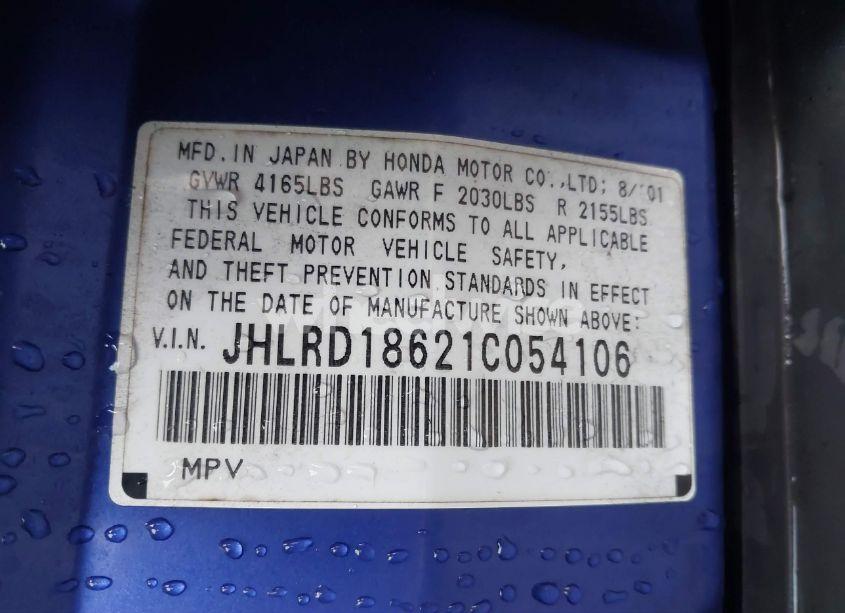 MFD. IN JAPAN BY HONDA MOTOR CO.,LTD; 8/'01
GVWR 4165LBS GAWR F 2030LBS R 2155LBS
THIS VEHICLE CONFORMS TO ALL APPLICABLE
FEDERAL MOTOR VEHICLE SAFETY,
AND THEFT PREVENTION STANDARDS IN EFFECT
ON THE DATE OF MANUFACTURE SHOWN ABOVE:
V.I.N. JHLRD18621C054106
MPV